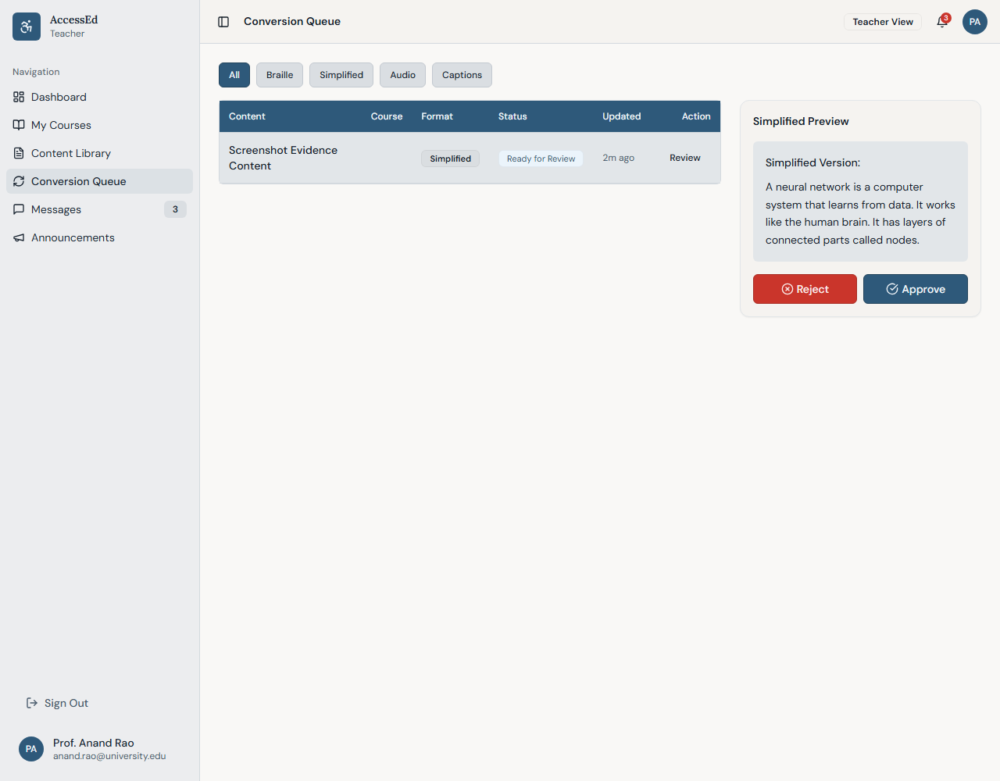 AccessEd
Teacher
Navigation
Dashboard
My Courses
Content Library
Conversion Queue
Messages 3
Announcements
Sign Out
PA
Prof. Anand Rao
anand.rao@university.edu
Conversion Queue
Teacher View
3
PA
All Braille Simplified Audio Captions
Content Course Format Status Updated Action
Screenshot Evidence
Content
Simplified Ready for Review 2m ago Review
Simplified Preview
Simplified Version:
A neural network is a computer
system that learns from data. It works
like the human brain. It has layers of
connected parts called nodes.
Reject Approve